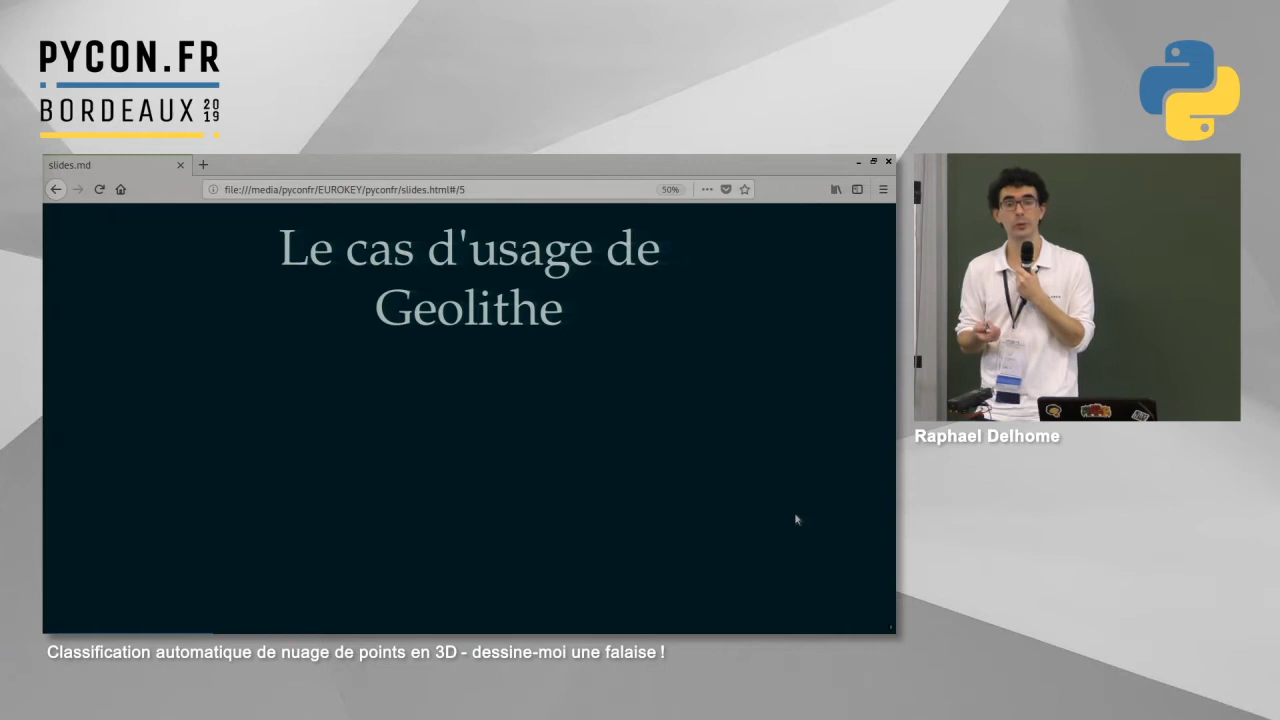 PYCON.FR
BORDEAUX 2019
slides.md
file:///media/pyconfr/EUROKEY/pyconfr/slides.html#/5
50%
Le cas d'usage de
Geolithe
Raphael Delhome
Classification automatique de nuage de points en 3D - dessine-moi une falaise !